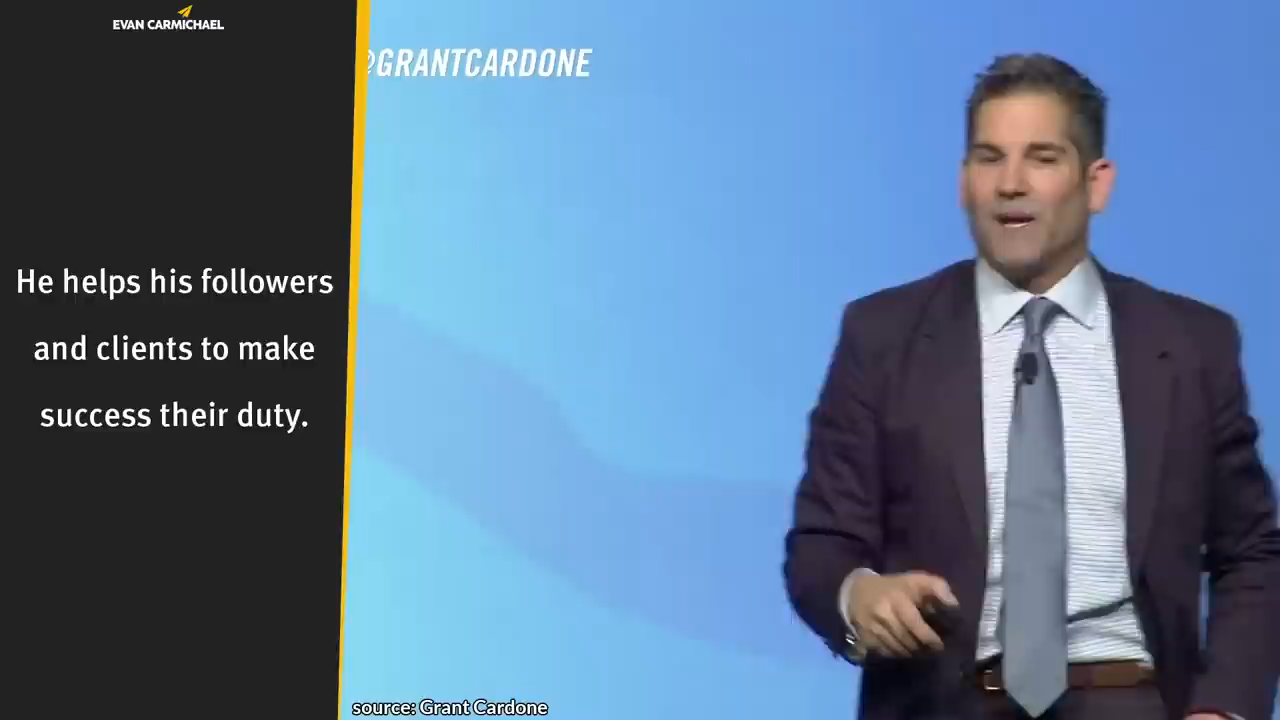 EVAN CARMICHAEL
@GRANTCARDONE
He helps his followers
and clients to make
success their duty.
source: Grant Cardone